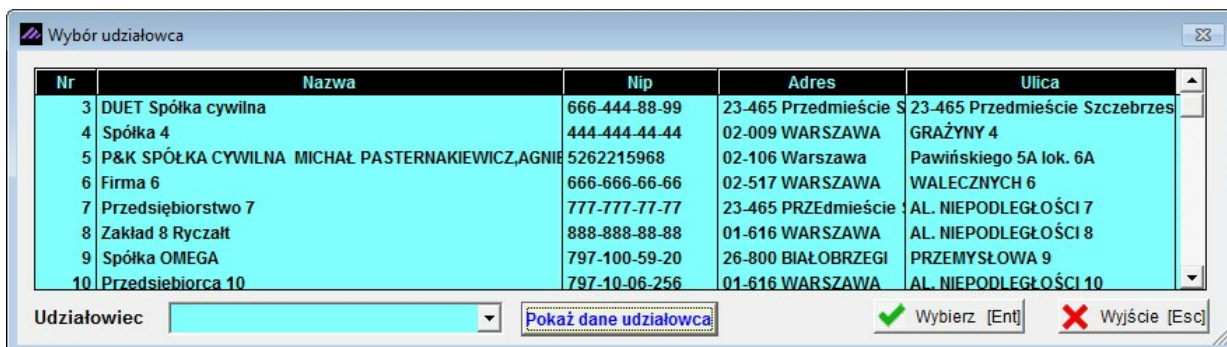 Wybór udziałowca
Nr Nazwa Nip Adres Ulica
3 DUET Spółka cywilna 666-444-88-99 23-465 Przedmieście S 23-465 Przedmieście Szczebrzes
4 Spółka 4 444-444-44-44 02-009 WARSZAWA GRAŻYNY 4
5 P&K SPÓŁKA CYWILNA MICHAŁ PASTERNAKIEWICZ,AGNIE 5262215968 02-106 Warszawa Pawińskiego 5A lok. 6A
6 Firma 6 666-666-66-66 02-517 WARSZAWA WALECZNYCH 6
7 Przedsiębiorstwo 7 777-777-77-77 23-465 PRZEdmieście AL. NIEPODLEGŁOŚCI 7
8 Zakład 8 Ryczałt 888-888-88-88 01-616 WARSZAWA AL. NIEPODLEGŁOŚCI 8
9 Spółka OMEGA 797-100-59-20 26-800 BIAŁOBRZEGI PRZEMYSŁOWA 9
10 Przedsiębiorca 10 797-10-06-256 01-616 WARSZAWA AL. NIEPODLEGŁOŚCI 10
Udziałowiec Pokaż dane udziałowca Wybierz [Ent] Wyjście [Esc]